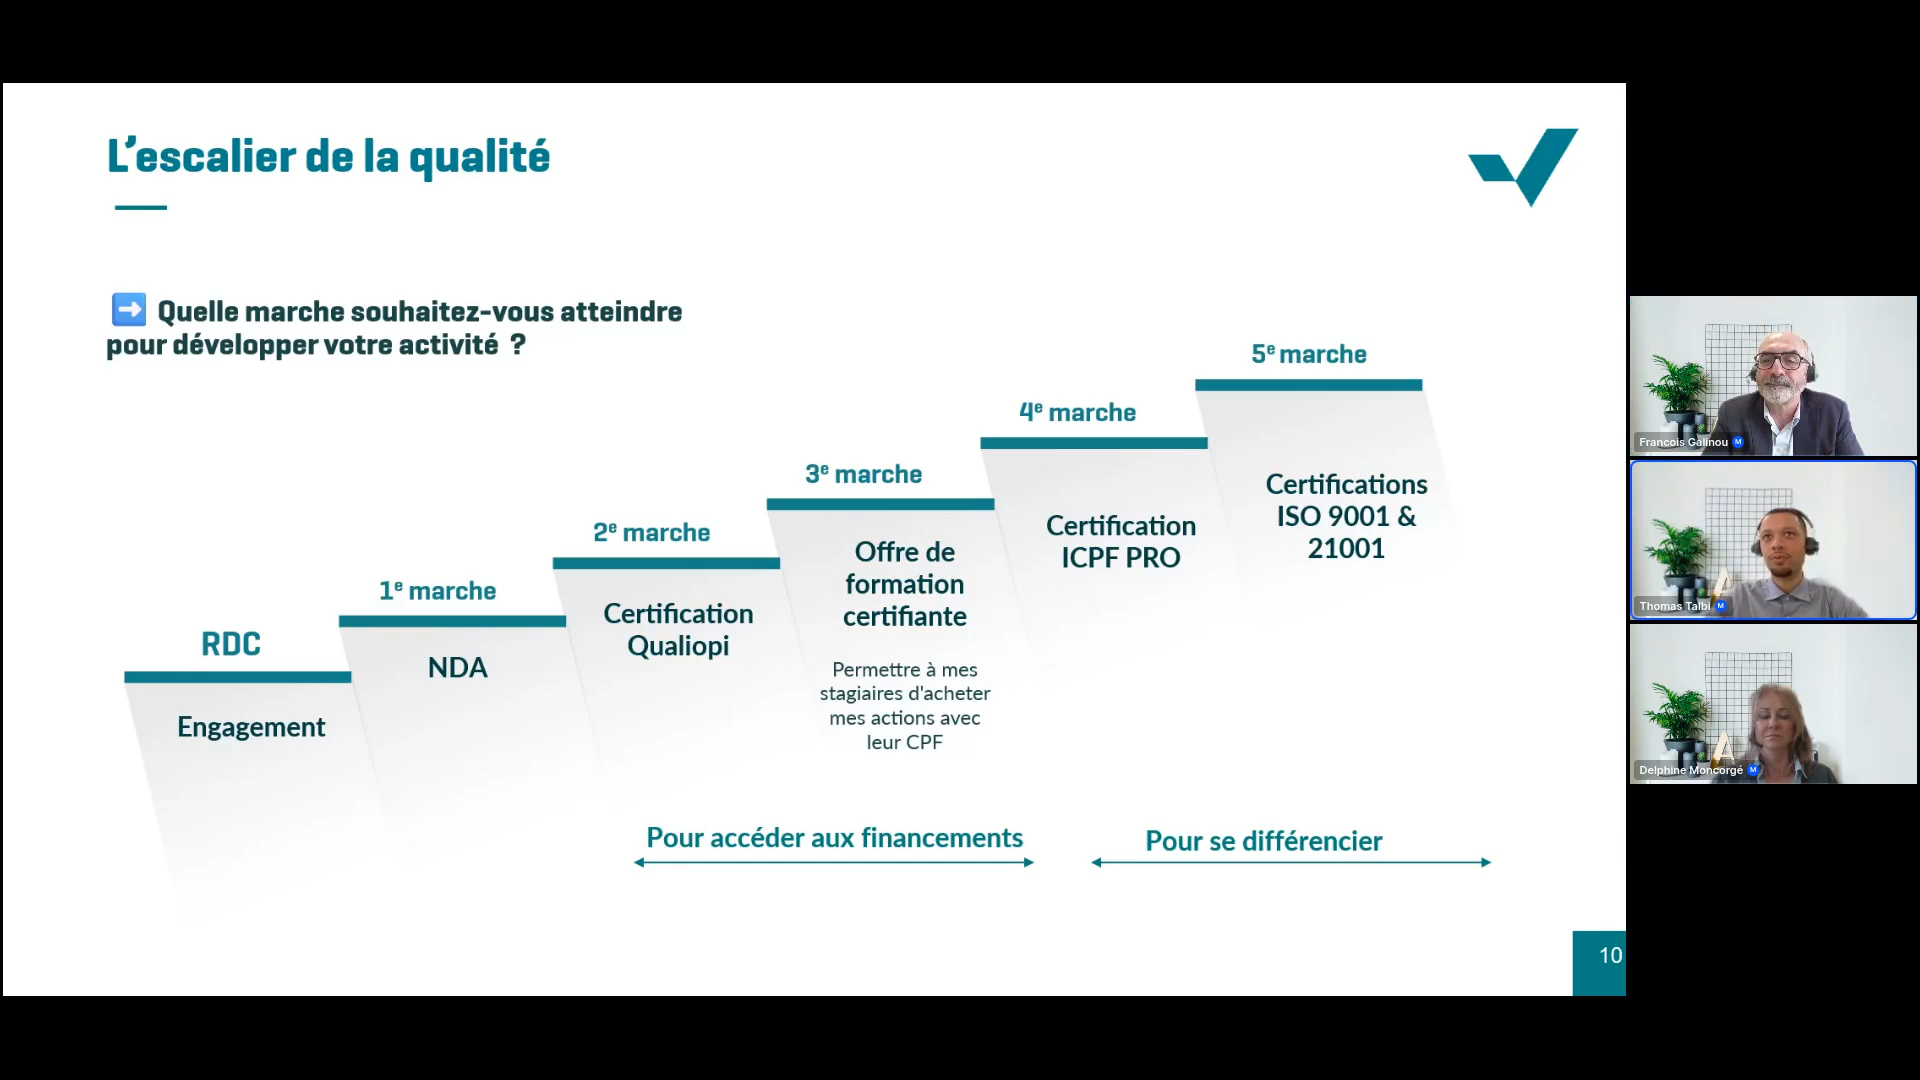 L’escalier de la qualité
➡️ Quelle marche souhaitez-vous atteindre
pour développer votre activité ?
RDC
Engagement
1e marche
NDA
2e marche
Certification
Qualiopi
3e marche
Offre de
formation
certifiante
Permettre à mes
stagiaires d'acheter
mes actions avec
leur CPF
4e marche
Certification
ICPF PRO
5e marche
Certifications
ISO 9001 &
21001
Pour accéder aux financements
Pour se différencier
10
Francois Galinou M
Thomas Talbi M
Delphine Moncorgé M